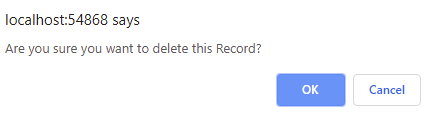 localhost:54868 says
Are you sure you want to delete this Record?
OK Cancel